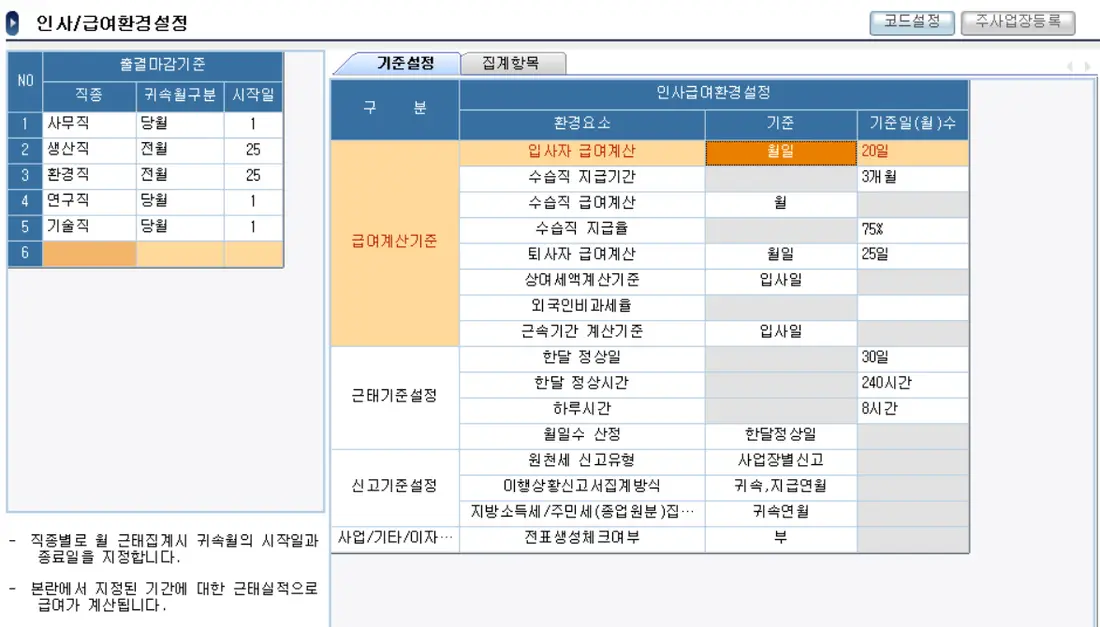 인사/급여환경설정
코드설정 주사업장등록
NO 출결마감기준
직종 귀속월구분 시작일
1 사무직 당월 1
2 생산직 전월 25
3 환경직 전월 25
4 연구직 당월 1
5 기술직 당월 1
6
- 직종별로 월 근태집계시 귀속월의 시작일과
종료일을 지정합니다.
- 본란에서 지정된 기간에 대한 근태실적으로
급여가 계산됩니다.
기준설정 집계항목
구 분 인사급여환경설정
환경요소 기준 기준일(월)수
급여계산기준
입사자 급여계산 월일 20일
수습직 지급기간 3개월
수습직 급여계산 월
수습직 지급율 75%
퇴사자 급여계산 월일 25일
상여세액계산기준 입사일
외국인비과세율
근속기간 계산기준 입사일
근태기준설정
한달 정상일 30일
한달 정상시간 240시간
하루시간 8시간
월일수 산정 한달정상일
신고기준설정
원천세 신고유형 사업장별신고
이행상황신고서집계방식 귀속,지급연월
지방소득세/주민세(종업원분)집… 귀속연월
사업/기타/이자… 전표생성체크여부 부